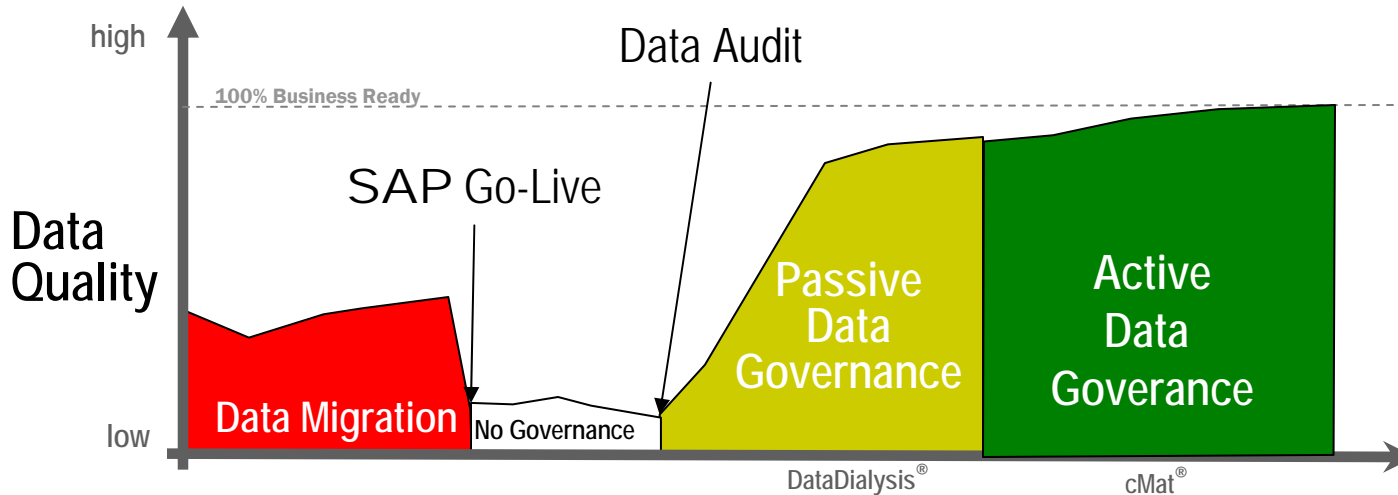 high
Data Audit
100% Business Ready
SAP Go-Live
Data
Quality
Passive
Data
Governance
Active
Data
Goverance
Data Migration
No Governance
low
DataDialysis®
cMat®